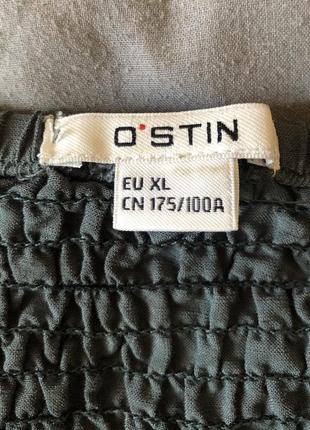 O'STIN
EU XL
CN 175/100A